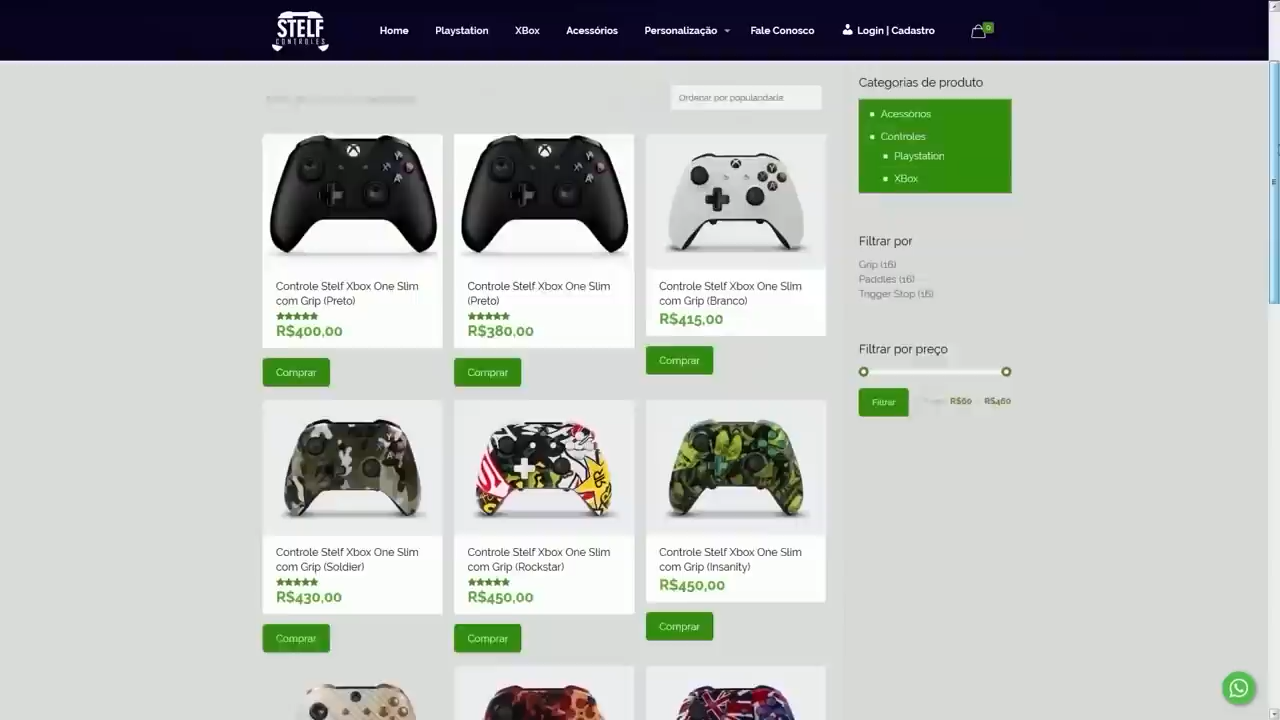 STELF
CONTROLES
Home
Playstation
XBox
Acessórios
Personalização
Fale Conosco
Login | Cadastro
0
Ordenar por popularidade
Categorias de produto
Acessórios
Controles
Playstation
XBox
Filtrar por
Grip (16)
Paddles (16)
Trigger Stop (16)
Filtrar por preço
Filtrar
R$60
R$460
Controle Stelf Xbox One Slim
com Grip (Preto)
R$400,00
Comprar
Controle Stelf Xbox One Slim
(Preto)
R$380,00
Comprar
Controle Stelf Xbox One Slim
com Grip (Branco)
R$415,00
Comprar
Controle Stelf Xbox One Slim
com Grip (Soldier)
R$430,00
Comprar
Controle Stelf Xbox One Slim
com Grip (Rockstar)
R$450,00
Comprar
Controle Stelf Xbox One Slim
com Grip (Insanity)
R$450,00
Comprar